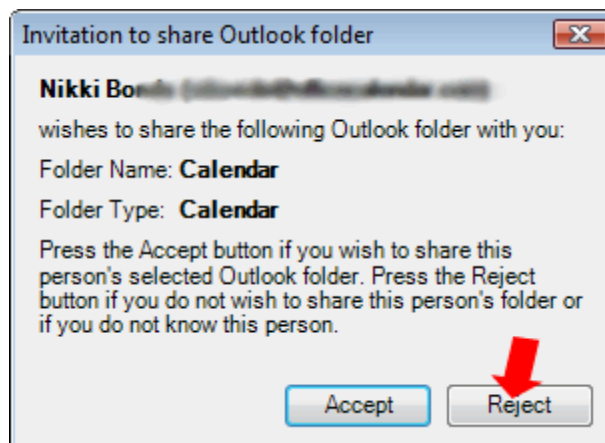 Invitation to share Outlook folder
Nikki
wishes to share the following Outlook folder with you:
Folder Name: Calendar
Folder Type: Calendar
Press the Accept button if you wish to share this
person's selected Outlook folder. Press the Reject
button if you do not wish to share this person's folder or
if you do not know this person.
Accept Reject